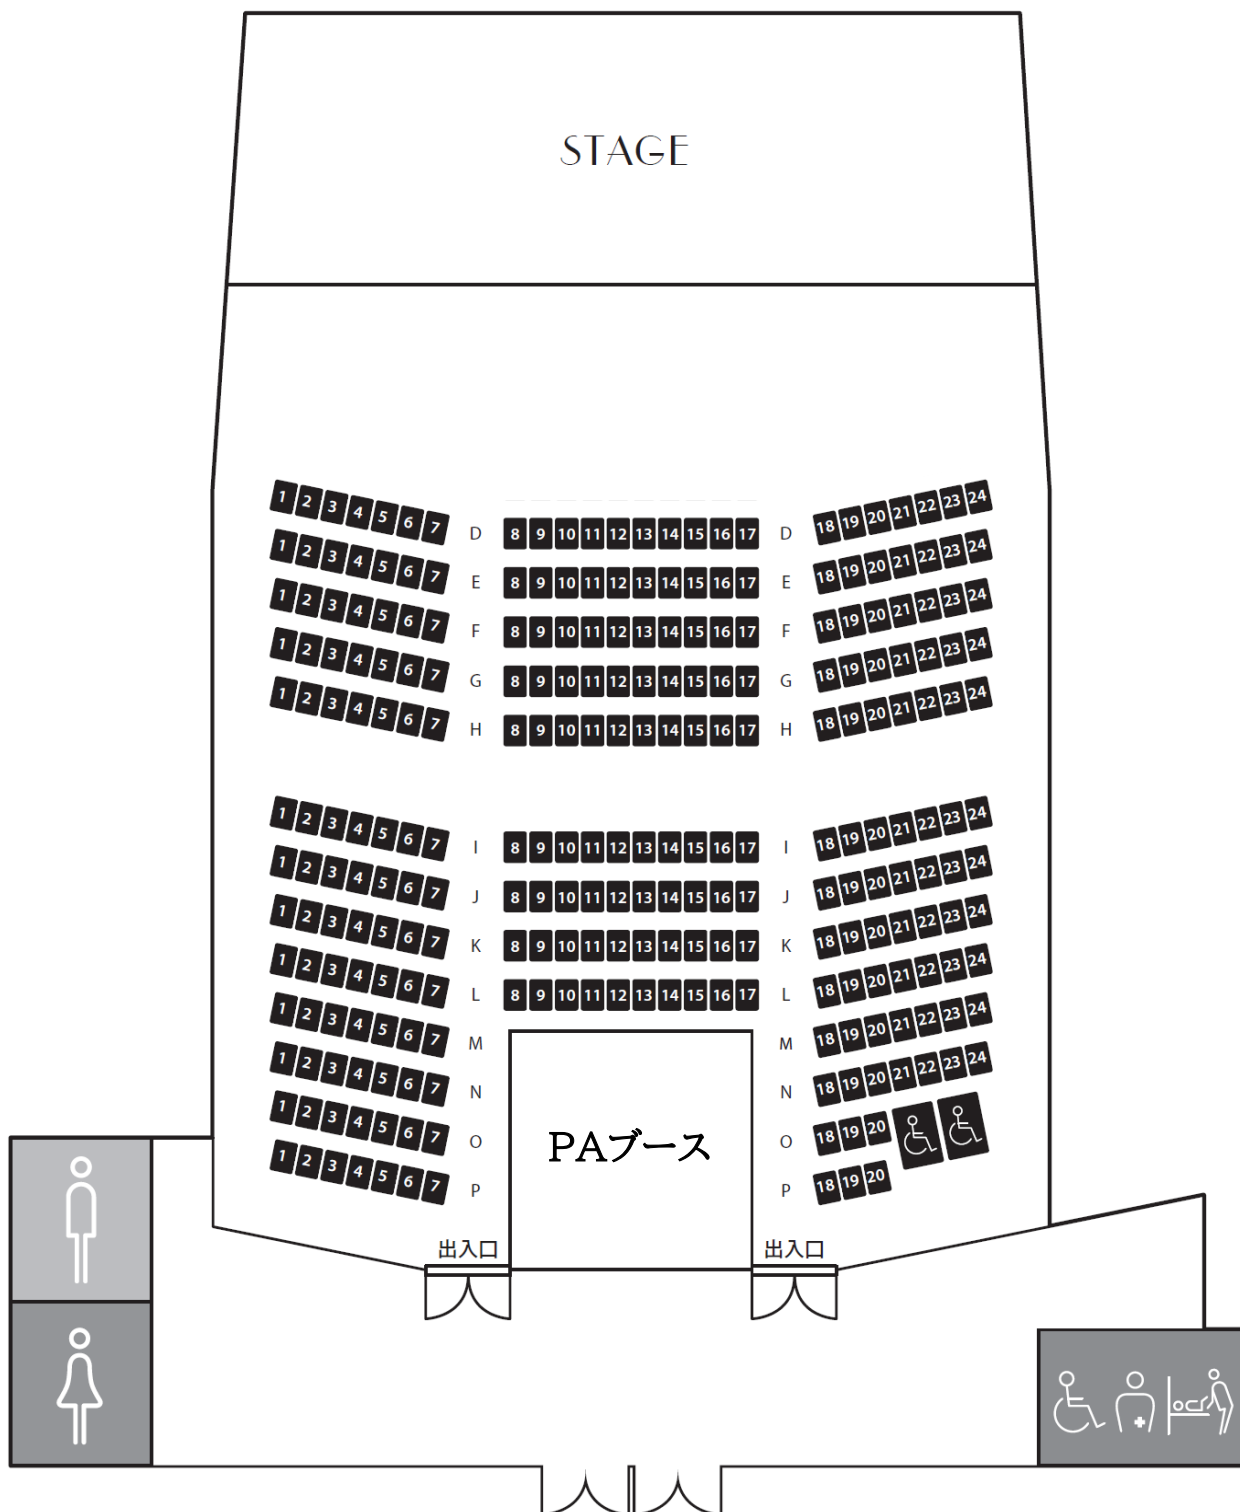 STAGE
1 2 3 4 5 6 7 D 8 9 10 11 12 13 14 15 16 17 D 18 19 20 21 22 23 24
1 2 3 4 5 6 7 E 8 9 10 11 12 13 14 15 16 17 E 18 19 20 21 22 23 24
1 2 3 4 5 6 7 F 8 9 10 11 12 13 14 15 16 17 F 18 19 20 21 22 23 24
1 2 3 4 5 6 7 G 8 9 10 11 12 13 14 15 16 17 G 18 19 20 21 22 23 24
1 2 3 4 5 6 7 H 8 9 10 11 12 13 14 15 16 17 H 18 19 20 21 22 23 24
1 2 3 4 5 6 7 I 8 9 10 11 12 13 14 15 16 17 I 18 19 20 21 22 23 24
1 2 3 4 5 6 7 J 8 9 10 11 12 13 14 15 16 17 J 18 19 20 21 22 23 24
1 2 3 4 5 6 7 K 8 9 10 11 12 13 14 15 16 17 K 18 19 20 21 22 23 24
1 2 3 4 5 6 7 L 8 9 10 11 12 13 14 15 16 17 L 18 19 20 21 22 23 24
1 2 3 4 5 6 7 M M 18 19 20 21 22 23 24
1 2 3 4 5 6 7 N N 18 19 20 21 22 23 24
1 2 3 4 5 6 7 O PAブース O 18 19 20
1 2 3 4 5 6 7 P P 18 19 20
出入口 出入口